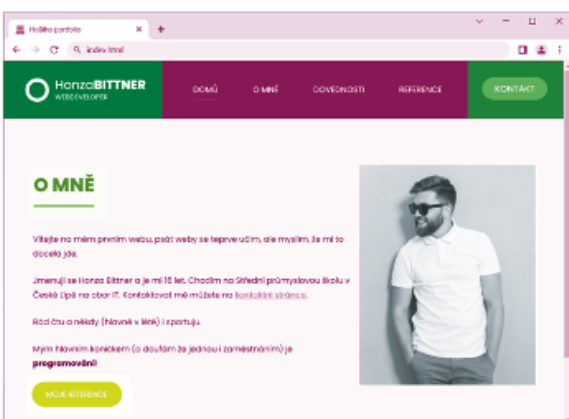 Hošiho portfolio
index.html
HonzaBITTNER
WEBDEVELOPER
DOMŮ
O MNĚ
DOVEDNOSTI
REFERENCE
KONTAKT
O MNĚ
Vítejte na mém prvním webu, psát weby se teprve učím, ale myslím, že mi to
docela jde.
Jmenuji se Honza Bittner a je mi 16 let. Chodím na Střední průmyslovou školu v
České Lípě na obor IT. Kontaktovat mě můžete na kontaktní stránce.
Rád čtu a někdy (hlavně v létě) i sportuju.
Mým hlavním koníčkem (a doufám že jednou i zaměstnáním) je
programování!
MOJE REFERENCE